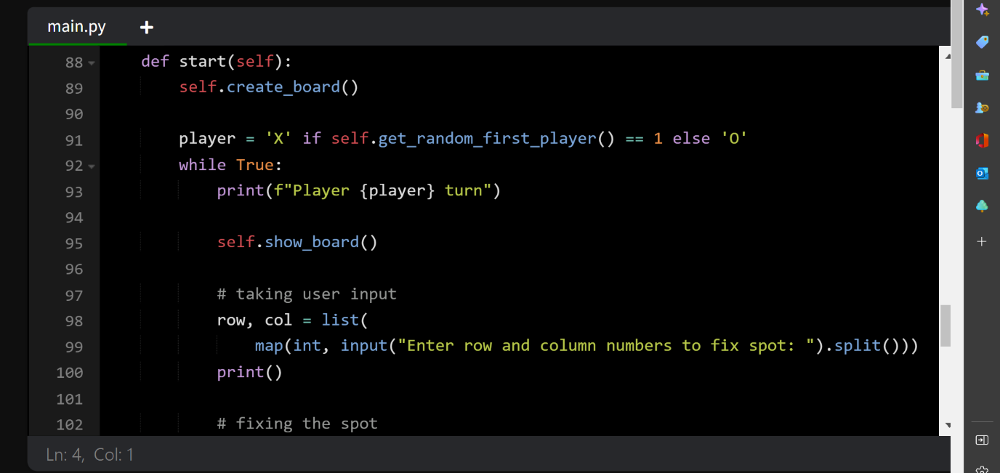 main.py +
88 def start(self):
89 self.create_board()
90
91 player = 'X' if self.get_random_first_player() == 1 else 'O'
92 while True:
93 print(f"Player {player} turn")
94
95 self.show_board()
96
97 # taking user input
98 row, col = list(
99 map(int, input("Enter row and column numbers to fix spot: ").split()))
100 print()
101
102 # fixing the spot
Ln: 4, Col: 1